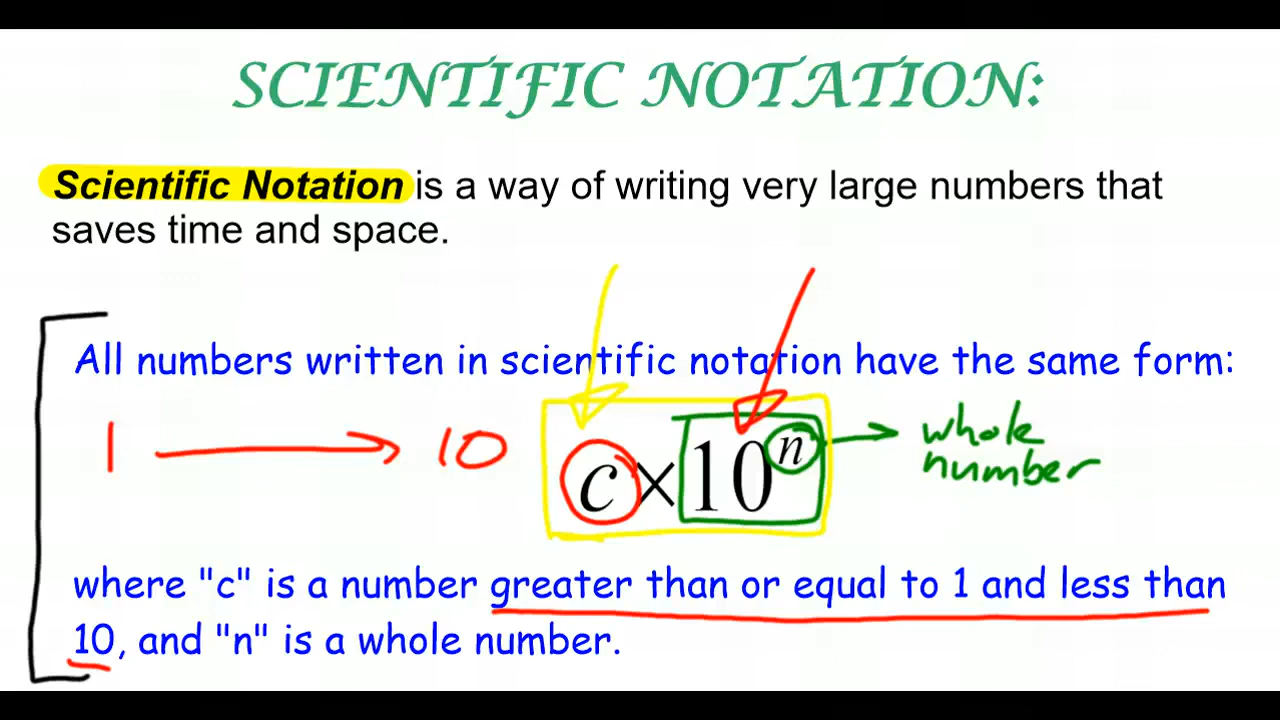 SCIENTIFIC NOTATION:
Scientific Notation is a way of writing very large numbers that
saves time and space.
All numbers written in scientific notation have the same form:
1 → 10 c×10ⁿ → whole
number
where "c" is a number greater than or equal to 1 and less than
10, and "n" is a whole number.